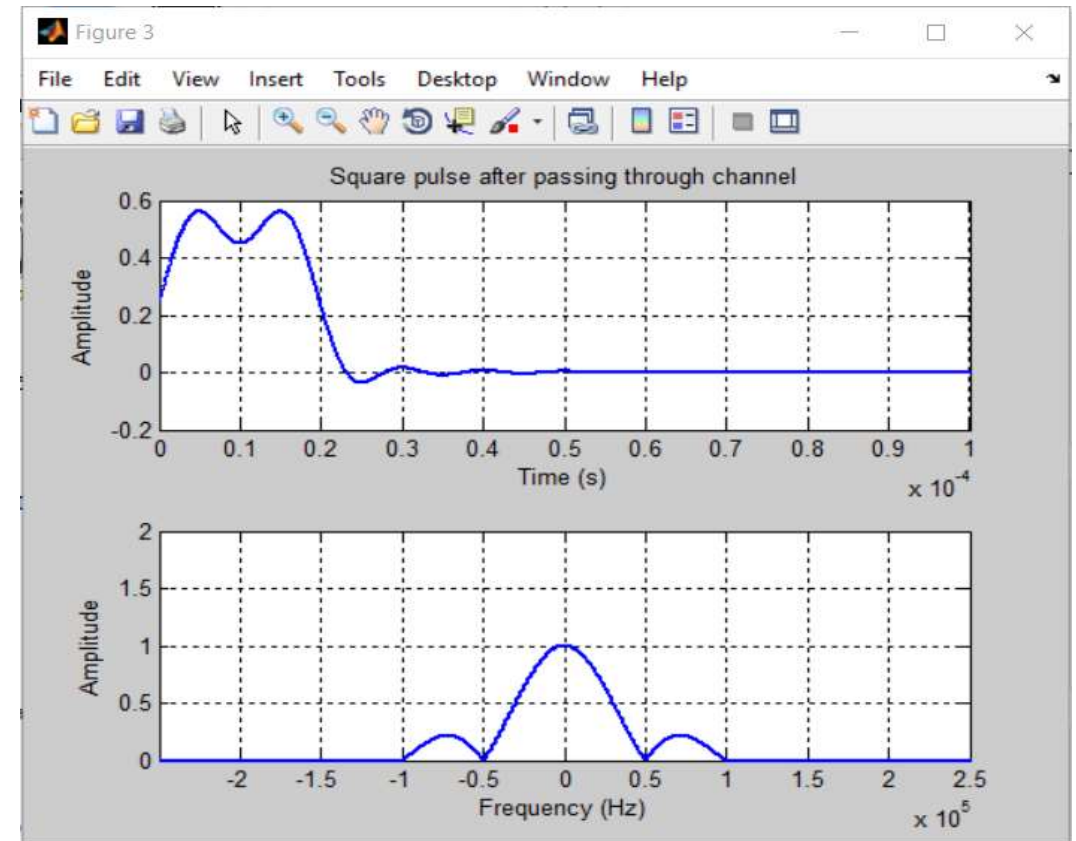 Figure 3
File Edit View Insert Tools Desktop Window Help
Square pulse after passing through channel
0.6
0.4
0.2
0
-0.2
Amplitude
0 0.1 0.2 0.3 0.4 0.5 0.6 0.7 0.8 0.9 1
Time (s)
x 10^-4
2
1.5
1
0.5
0
Amplitude
-2 -1.5 -1 -0.5 0 0.5 1 1.5 2 2.5
Frequency (Hz)
x 10^5